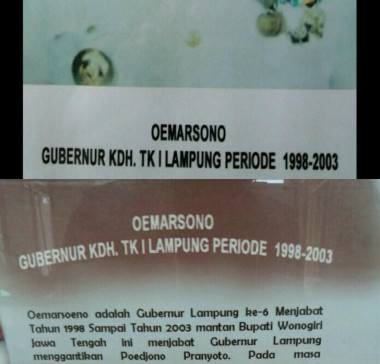 OEMARSONO
GUBERNUR KDH. TK I LAMPUNG PERIODE 1998-2003
OEMARSONO
GUBERNUR KDH. TK I LAMPUNG PERIODE 1998-2003
Oemarsoeno adalah Gubernur Lampung ke-6 Menjabat
Tahun 1998 Sampai Tahun 2003 mantan Bupati Wonogiri
Jawa Tengah ini menjabat Gubernur Lampung
menggantikan Poedjono Pranyoto. Pada masa